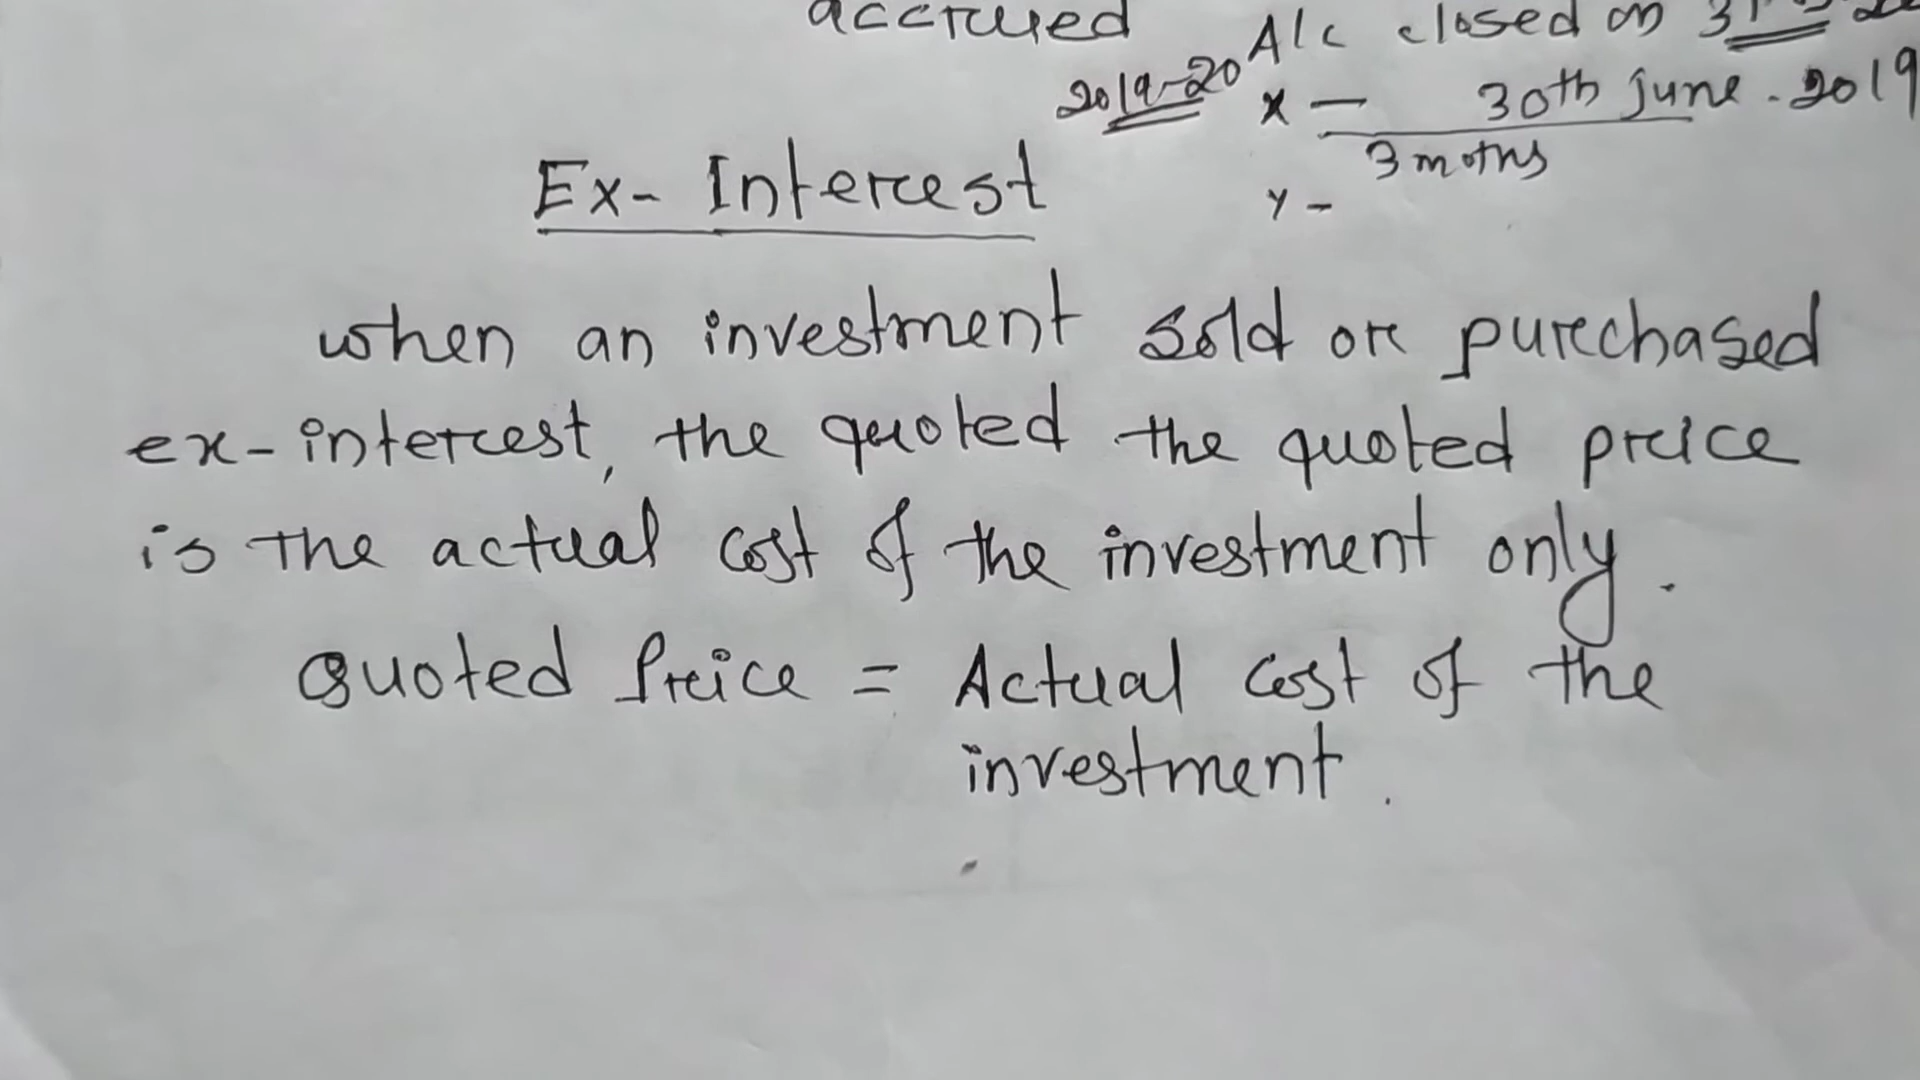 accrued
A/c closed on 31
2019-20
x — 30th june. 2019
3 moths
Y -
Ex- Interest
when an investment sold or purchased
ex-interest, the quoted the quoted price
is the actual cost of the investment only.
Quoted Price = Actual cost of the
investment.